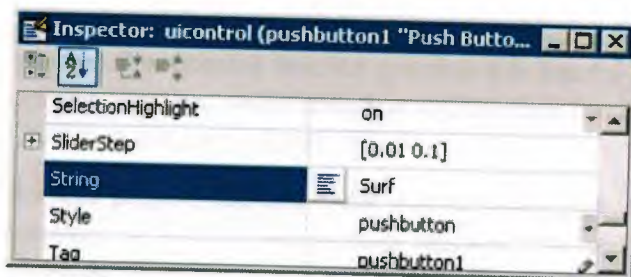 Inspector: uicontrol (pushbutton1 "Push Butto...
SelectionHighlight on
SliderStep [0.01 0.1]
String Surf
Style pushbutton
Tag pushbutton1